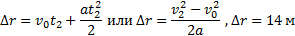 Δr = v₀t₂ + at₂²/2 или Δr = (v₂² − v₀²)/2a , Δr = 14 м